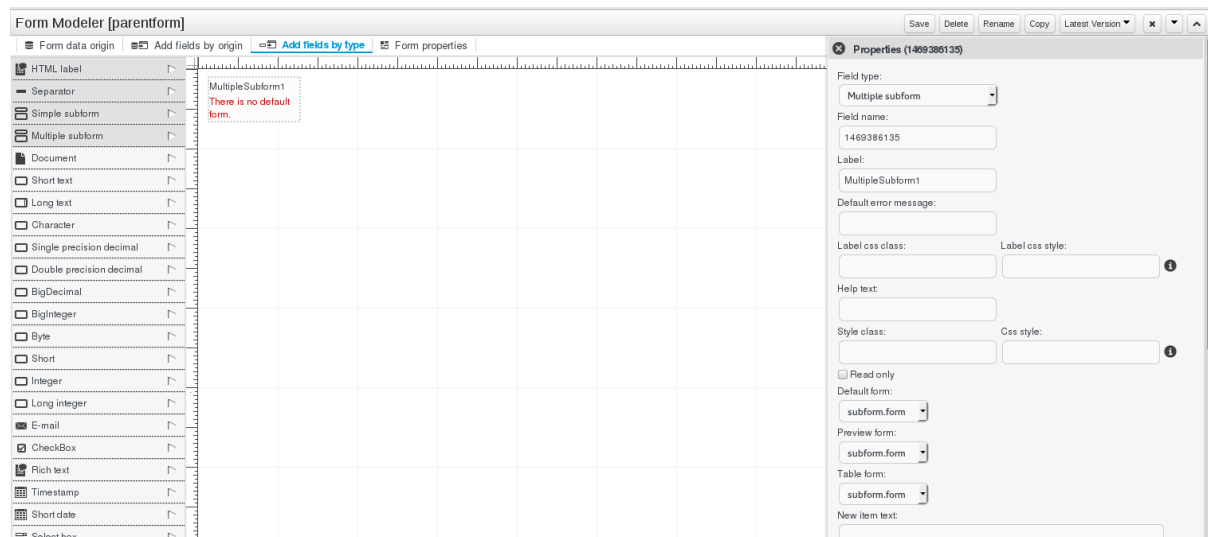 Form Modeler [parentform]
Save Delete Rename Copy Latest Version
Form data origin Add fields by origin Add fields by type Form properties
HTML label
Separator
Simple subform
Multiple subform
Document
Short text
Long text
Character
Single precision decimal
Double precision decimal
BigDecimal
BigInteger
Byte
Short
Integer
Long integer
E-mail
CheckBox
Rich text
Timestamp
Short date
Select box
MultipleSubform1
There is no default
form.
Properties (1469386135)
Field type:
Multiple subform
Field name:
1469386135
Label:
MultipleSubform1
Default error message:
Label css class: Label css style:
Help text:
Style class: Css style:
Read only
Default form:
subform.form
Preview form:
subform.form
Table form:
subform.form
New item text: